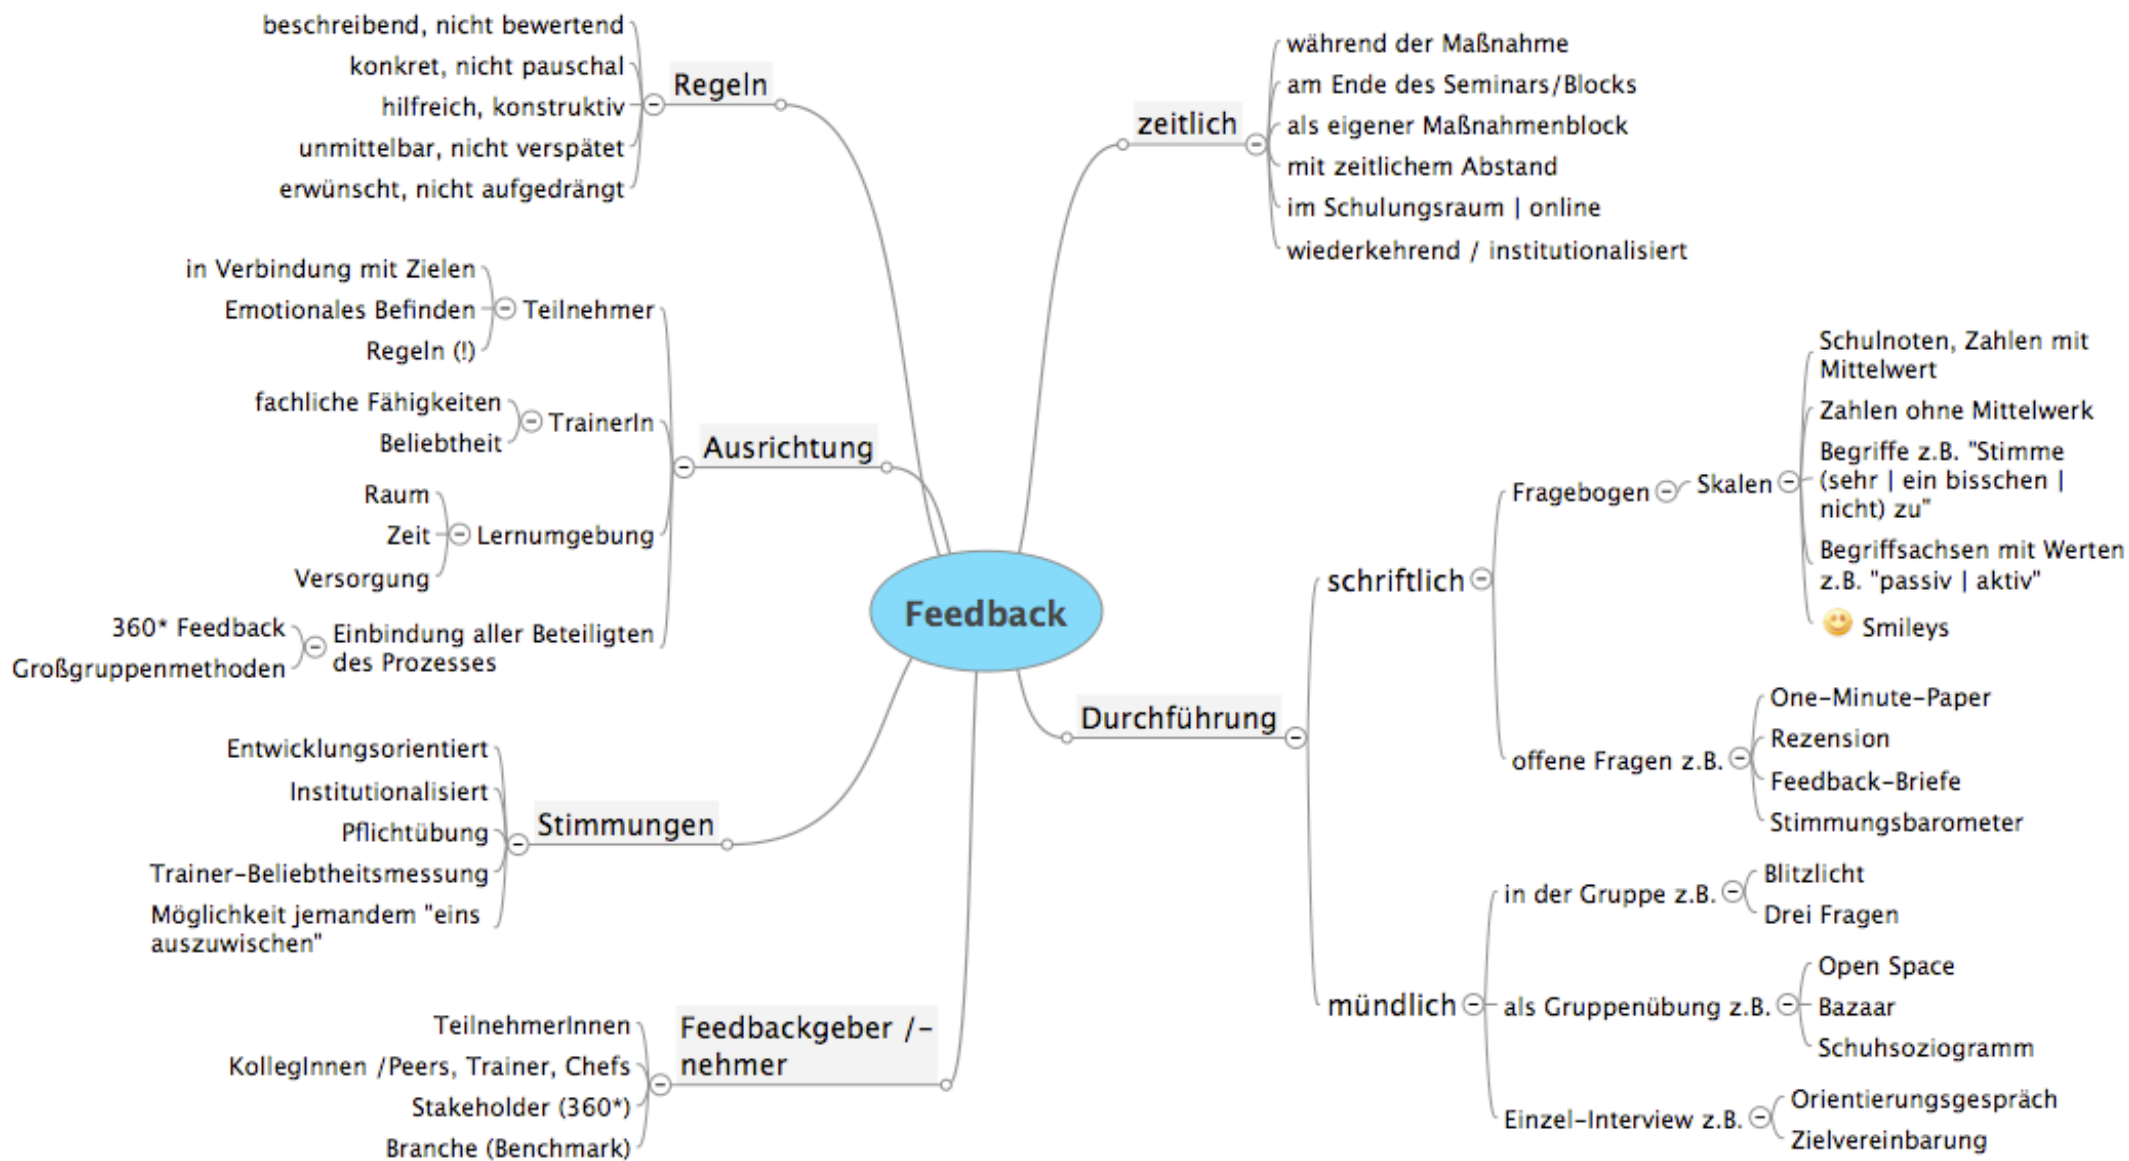 Feedback
Regeln
beschreibend, nicht bewertend
konkret, nicht pauschal
hilfreich, konstruktiv
unmittelbar, nicht verspätet
erwünscht, nicht aufgedrängt
Ausrichtung
Teilnehmer
in Verbindung mit Zielen
Emotionales Befinden
Regeln (!)
TrainerIn
fachliche Fähigkeiten
Beliebtheit
Lernumgebung
Raum
Zeit
Versorgung
Einbindung aller Beteiligten
des Prozesses
360* Feedback
Großgruppenmethoden
Stimmungen
Entwicklungsorientiert
Institutionalisiert
Pflichtübung
Trainer-Beliebtheitsmessung
Möglichkeit jemandem "eins
auszuwischen"
Feedbackgeber /-
nehmer
TeilnehmerInnen
KollegInnen /Peers, Trainer, Chefs
Stakeholder (360*)
Branche (Benchmark)
zeitlich
während der Maßnahme
am Ende des Seminars/Blocks
als eigener Maßnahmenblock
mit zeitlichem Abstand
im Schulungsraum | online
wiederkehrend / institutionalisiert
Durchführung
schriftlich
Fragebogen
Skalen
Schulnoten, Zahlen mit
Mittelwert
Zahlen ohne Mittelwerk
Begriffe z.B. "Stimme
(sehr | ein bisschen |
nicht) zu"
Begriffsachsen mit Werten
z.B. "passiv | aktiv"
Smileys
offene Fragen z.B.
One-Minute-Paper
Rezension
Feedback-Briefe
Stimmungsbarometer
mündlich
in der Gruppe z.B.
Blitzlicht
Drei Fragen
als Gruppenübung z.B.
Open Space
Bazaar
Schuhsoziogramm
Einzel-Interview z.B.
Orientierungsgespräch
Zielvereinbarung